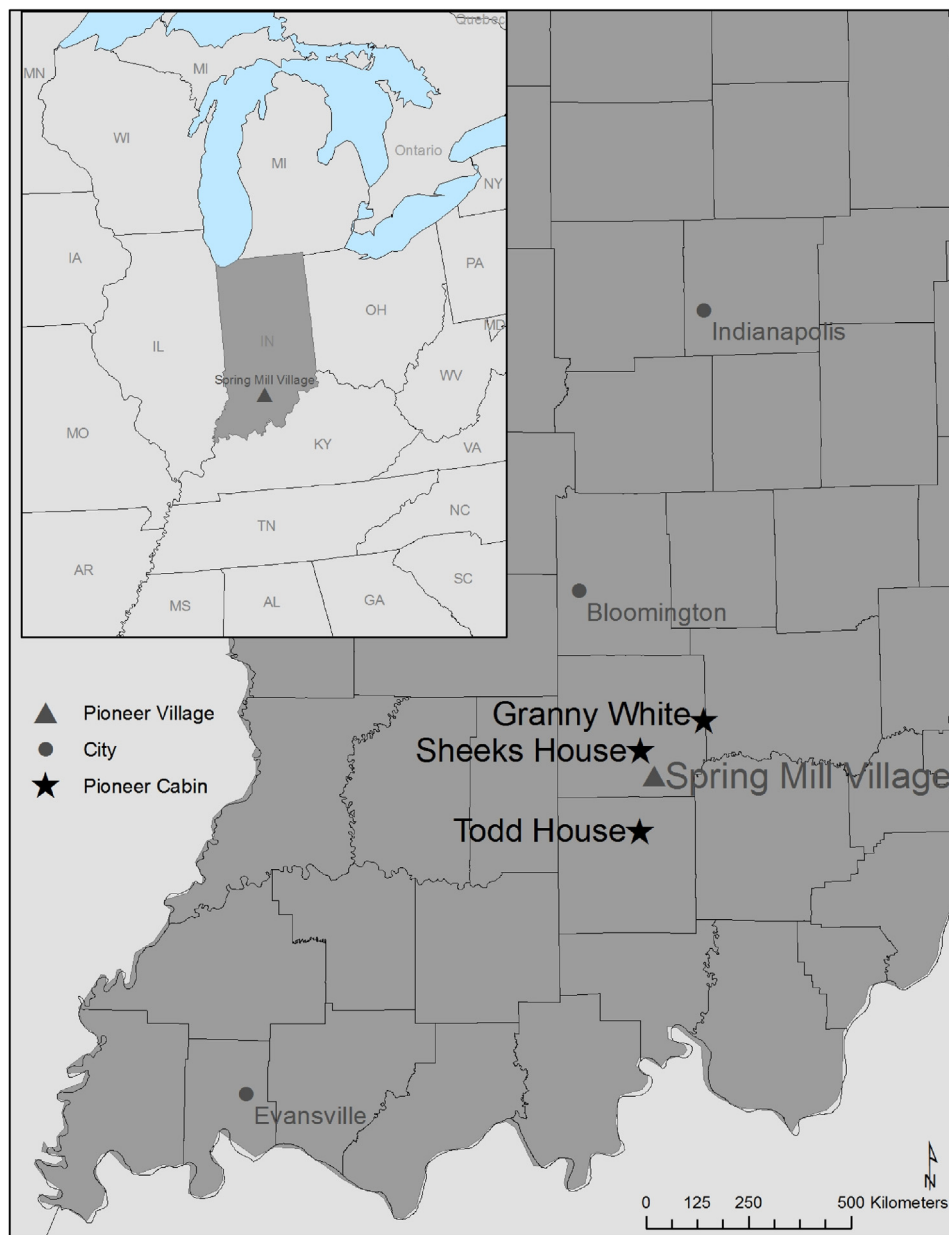 Quebec
MN
MI
WI
MI
Ontario
NY
IA
PA
OH
MD
IL
IN
WV
Spring Mill Village
MO
KY
VA
TN
NC
AR
SC
MS
AL
GA
Indianapolis
Bloomington
Pioneer Village
City
Pioneer Cabin
Granny White
Sheeks House
Spring Mill Village
Todd House
Evansville
N
0 125 250 500 Kilometers